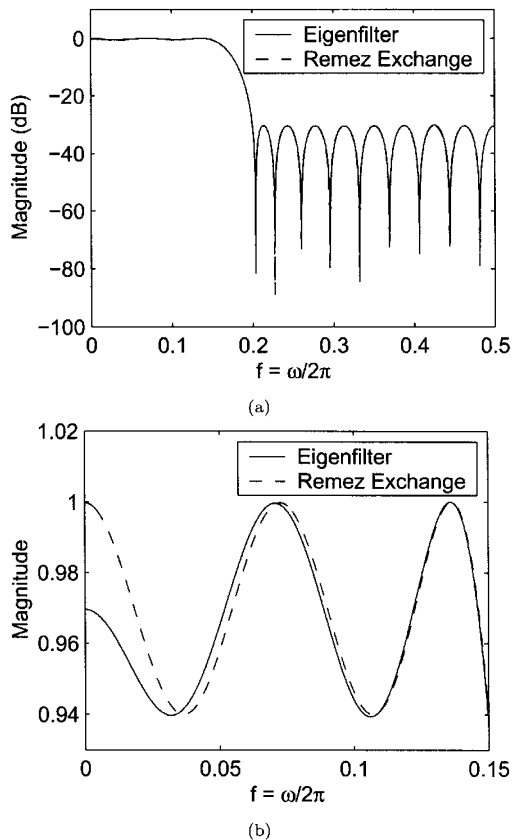 0
−20
−40
−60
−80
−100
Magnitude (dB)
Eigenfilter
Remez Exchange
0 0.1 0.2 0.3 0.4 0.5
f = ω/2π
(a)
1.02
1
0.98
0.96
0.94
Magnitude
Eigenfilter
Remez Exchange
0 0.05 0.1 0.15
f = ω/2π
(b)